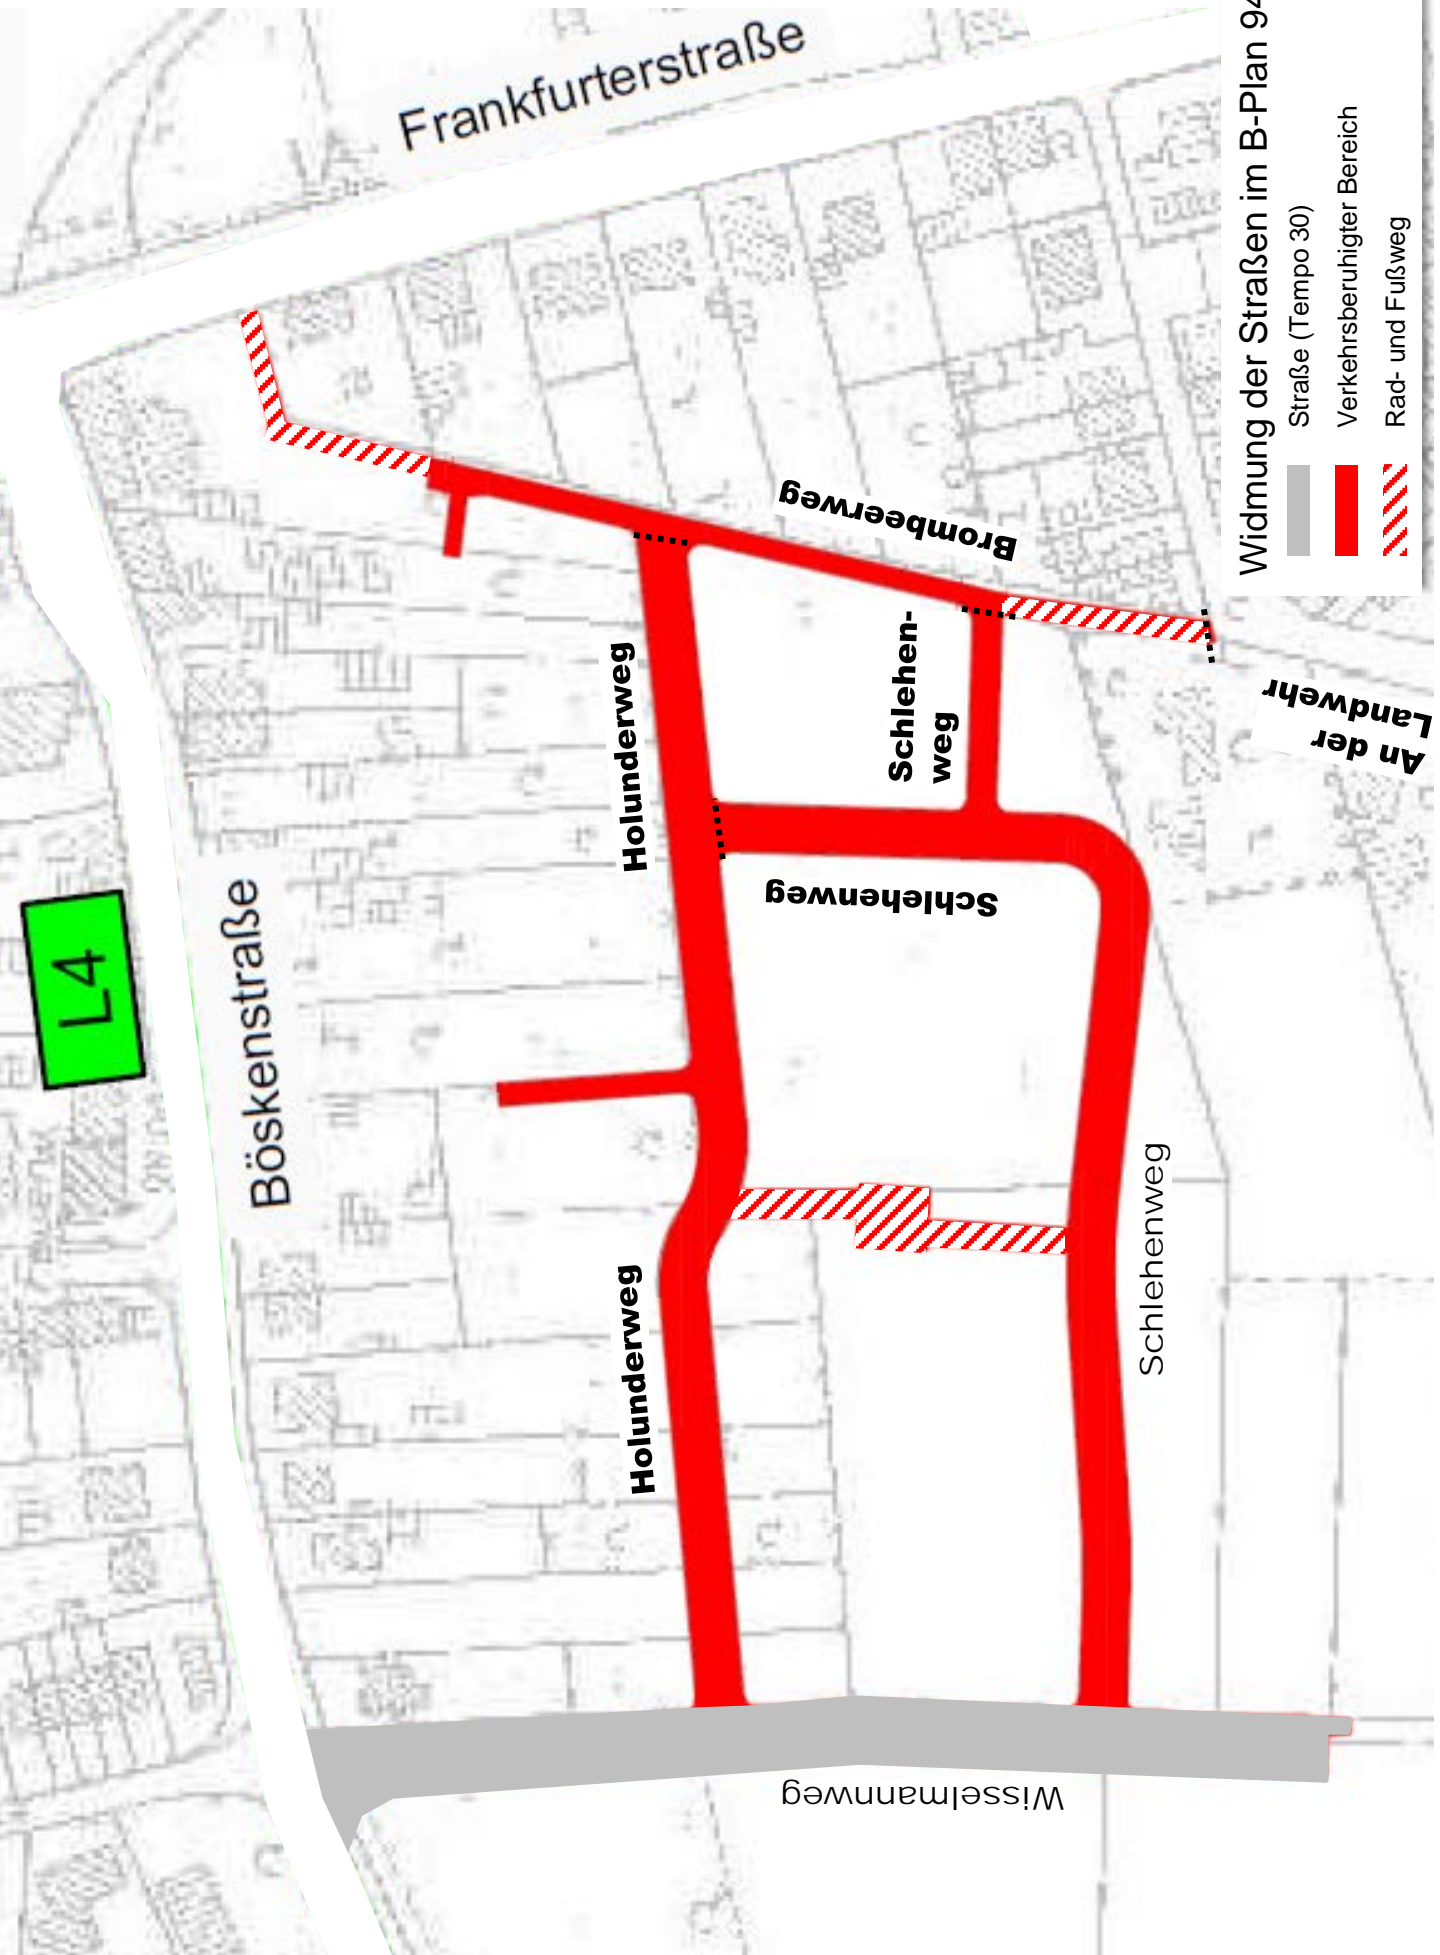 Frankfurterstraße
L4
Böskenstraße
Holunderweg
Holunderweg
Brombeerweg
Schlehen-
weg
Schlehenweg
Schlehenweg
Wisselmannweg
An der
Landwehr
Widmung der Straßen im B-Plan 94
Straße (Tempo 30)
Verkehrsberuhigter Bereich
Rad- und Fußweg